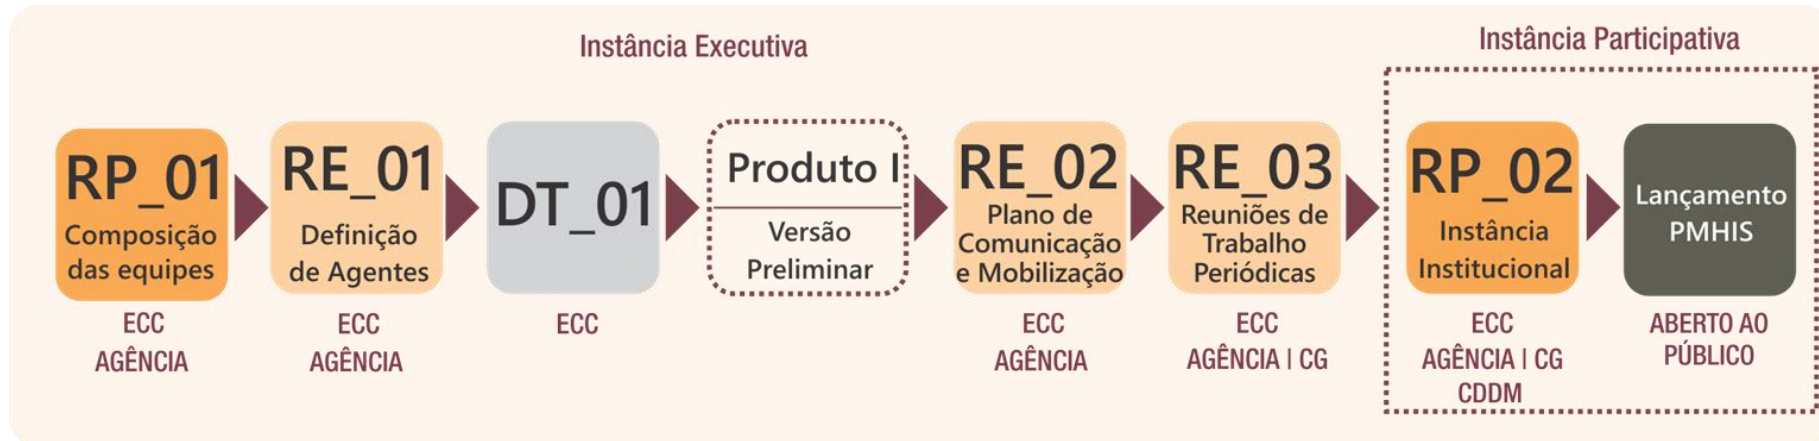 Instância Executiva
Instância Participativa
RP_01
Composição
das equipes
ECC
AGÊNCIA
RE_01
Definição
de Agentes
ECC
AGÊNCIA
DT_01
ECC
Produto I
Versão
Preliminar
RE_02
Plano de
Comunicação
e Mobilização
ECC
AGÊNCIA
RE_03
Reuniões de
Trabalho
Periódicas
ECC
AGÊNCIA | CG
RP_02
Instância
Institucional
ECC
AGÊNCIA | CG
CDDM
Lançamento
PMHIS
ABERTO AO
PÚBLICO